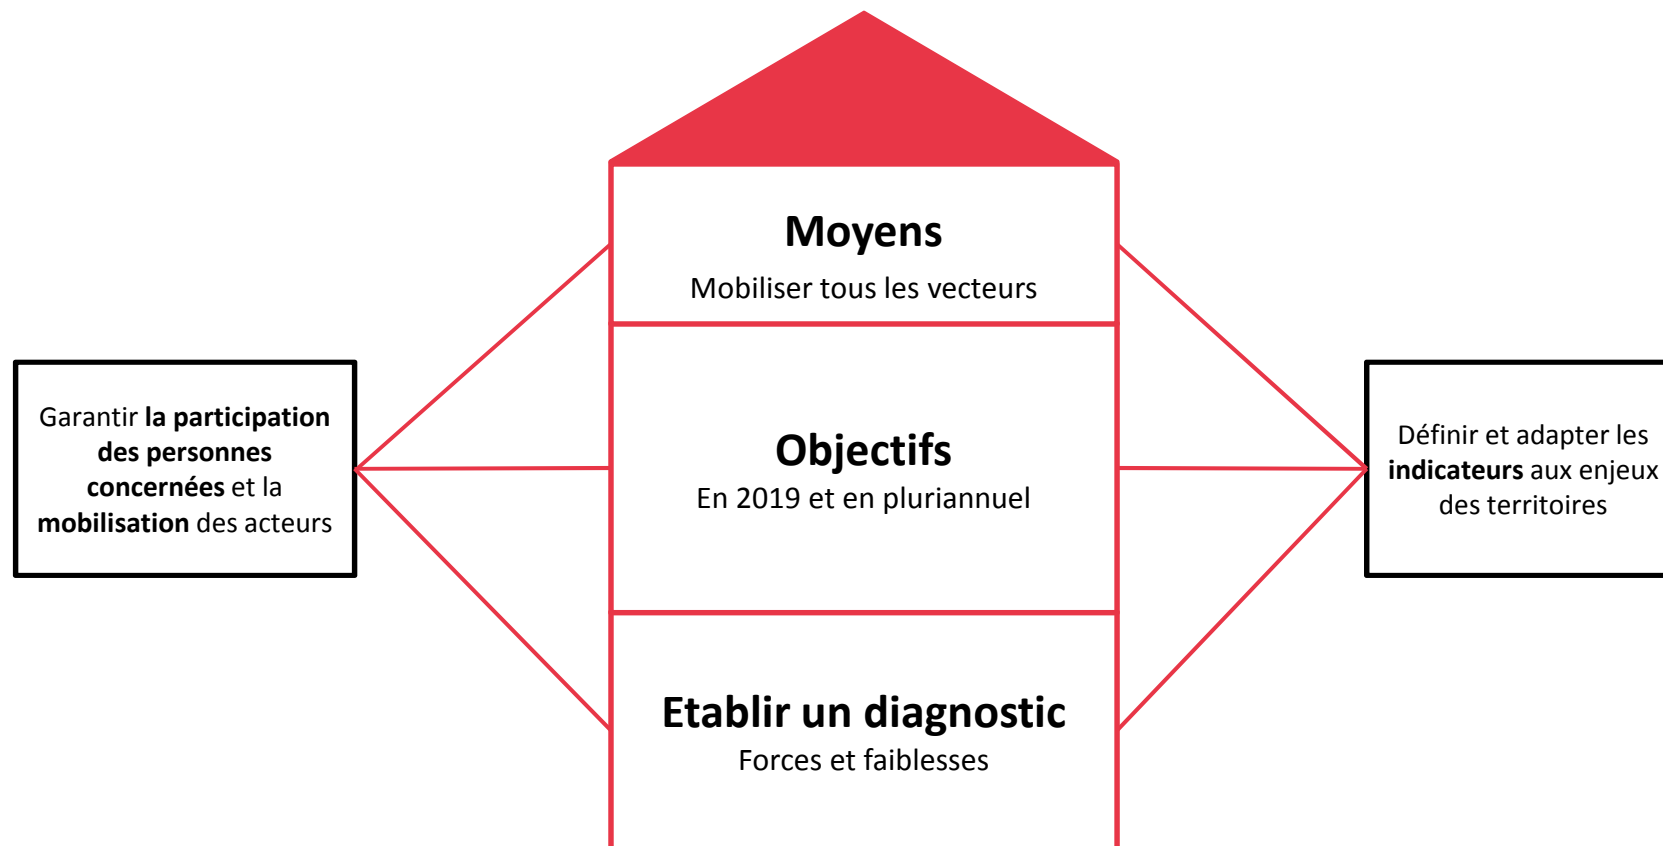 Moyens
Mobiliser tous les vecteurs
Garantir la participation
des personnes
concernées et la
mobilisation des acteurs
Objectifs
En 2019 et en pluriannuel
Définir et adapter les
indicateurs aux enjeux
des territoires
Etablir un diagnostic
Forces et faiblesses